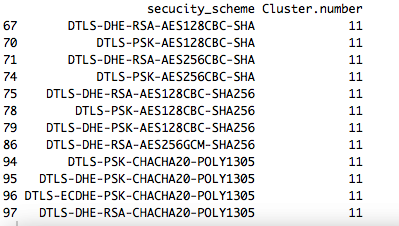 secucity_scheme Cluster.number
67 DTLS-DHE-RSA-AES128CBC-SHA 11
70 DTLS-PSK-AES128CBC-SHA 11
71 DTLS-DHE-RSA-AES256CBC-SHA 11
74 DTLS-PSK-AES256CBC-SHA 11
75 DTLS-DHE-RSA-AES128CBC-SHA256 11
78 DTLS-PSK-AES128CBC-SHA256 11
79 DTLS-DHE-PSK-AES128CBC-SHA256 11
86 DTLS-DHE-RSA-AES256GCM-SHA256 11
94 DTLS-PSK-CHACHA20-POLY1305 11
95 DTLS-DHE-PSK-CHACHA20-POLY1305 11
96 DTLS-ECDHE-PSK-CHACHA20-POLY1305 11
97 DTLS-DHE-RSA-CHACHA20-POLY1305 11